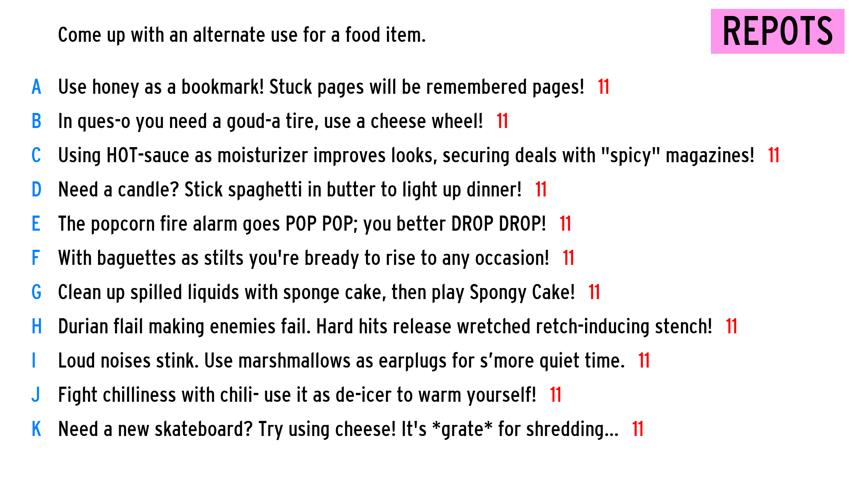 Come up with an alternate use for a food item.
REPOTS
A Use honey as a bookmark! Stuck pages will be remembered pages! 11
B In ques-o you need a goud-a tire, use a cheese wheel! 11
C Using HOT-sauce as moisturizer improves looks, securing deals with "spicy" magazines! 11
D Need a candle? Stick spaghetti in butter to light up dinner! 11
E The popcorn fire alarm goes POP POP; you better DROP DROP! 11
F With baguettes as stilts you're bready to rise to any occasion! 11
G Clean up spilled liquids with sponge cake, then play Spongy Cake! 11
H Durian flail making enemies fail. Hard hits release wretched retch-inducing stench! 11
I Loud noises stink. Use marshmallows as earplugs for s’more quiet time. 11
J Fight chilliness with chili- use it as de-icer to warm yourself! 11
K Need a new skateboard? Try using cheese! It's *grate* for shredding... 11